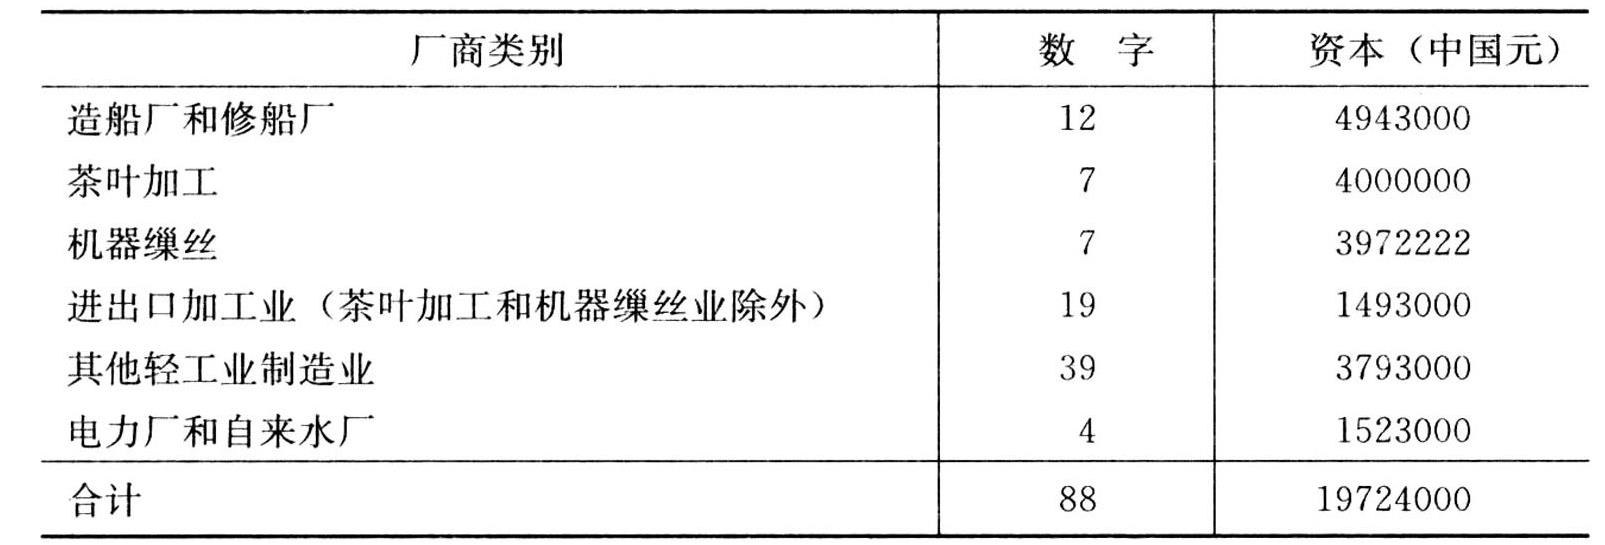 厂商类别 数 字 资本（中国元）
造船厂和修船厂 12 4943000
茶叶加工 7 4000000
机器缫丝 7 3972222
进出口加工业（茶叶加工和机器缫丝业除外） 19 1493000
其他轻工业制造业 39 3793000
电力厂和自来水厂 4 1523000
合计 88 19724000